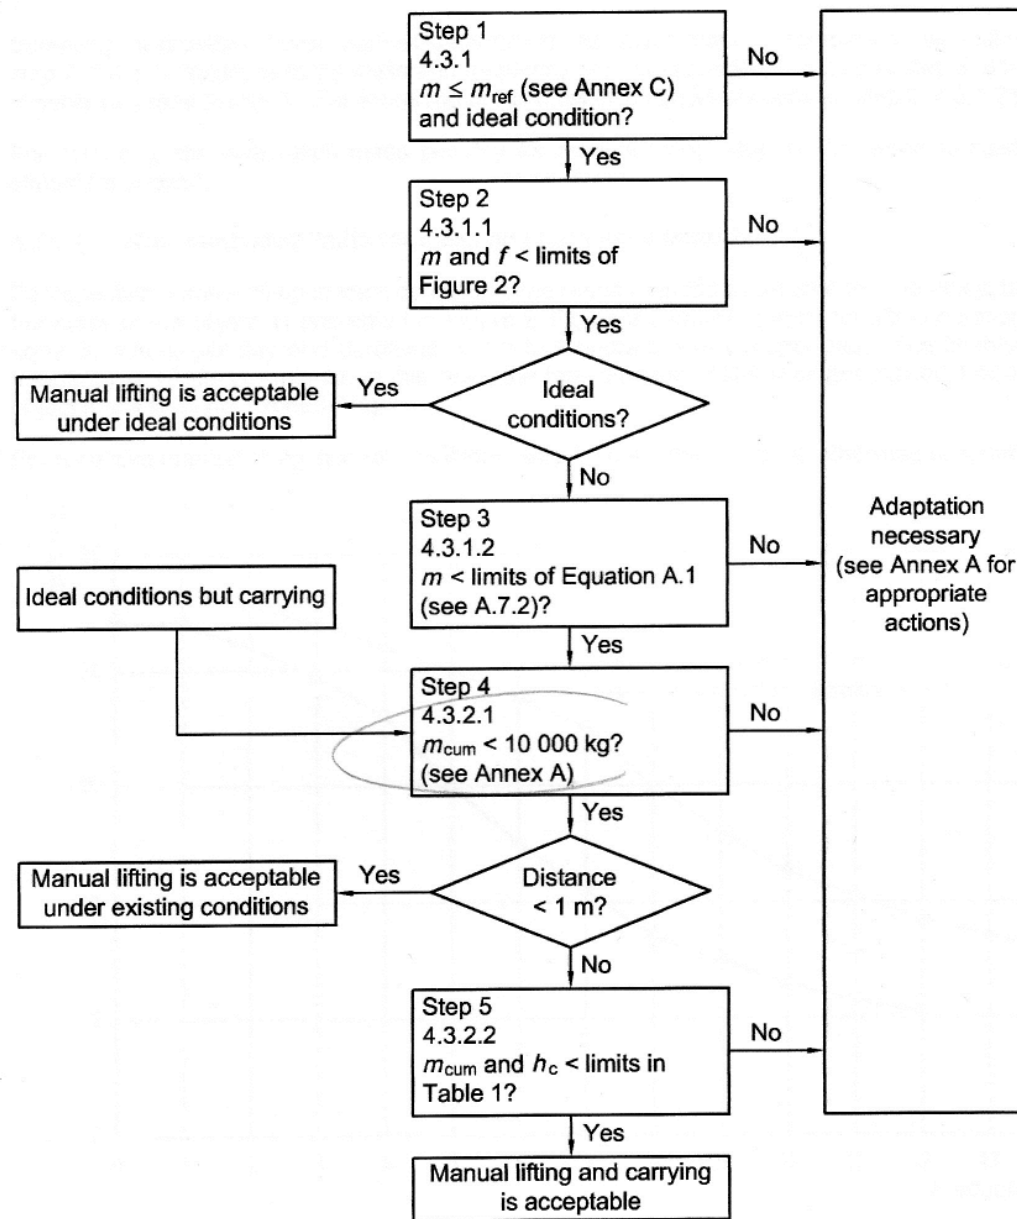 Step 1
4.3.1
m ≤ mref (see Annex C)
and ideal condition?
No
Yes
Step 2
4.3.1.1
m and f < limits of
Figure 2?
No
Yes
Ideal
conditions?
Yes
Manual lifting is acceptable
under ideal conditions
No
Step 3
4.3.1.2
m < limits of Equation A.1
(see A.7.2)?
No
Adaptation
necessary
(see Annex A for
appropriate
actions)
Ideal conditions but carrying
Yes
Step 4
4.3.2.1
mcum < 10 000 kg?
(see Annex A)
No
Yes
Distance
< 1 m?
Yes
Manual lifting is acceptable
under existing conditions
No
Step 5
4.3.2.2
mcum and hc < limits in
Table 1?
No
Yes
Manual lifting and carrying
is acceptable